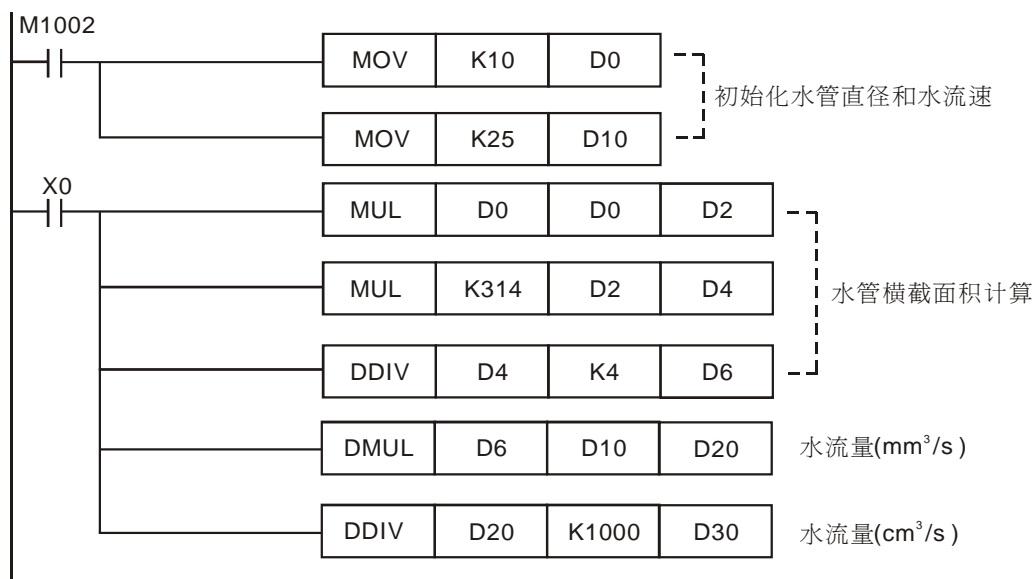 M1002
MOV K10 D0
初始化水管直径和水流速
MOV K25 D10
X0
MUL D0 D0 D2
MUL K314 D2 D4
水管横截面积计算
DDIV D4 K4 D6
DMUL D6 D10 D20 水流量(mm³/s )
DDIV D20 K1000 D30 水流量(cm³/s )